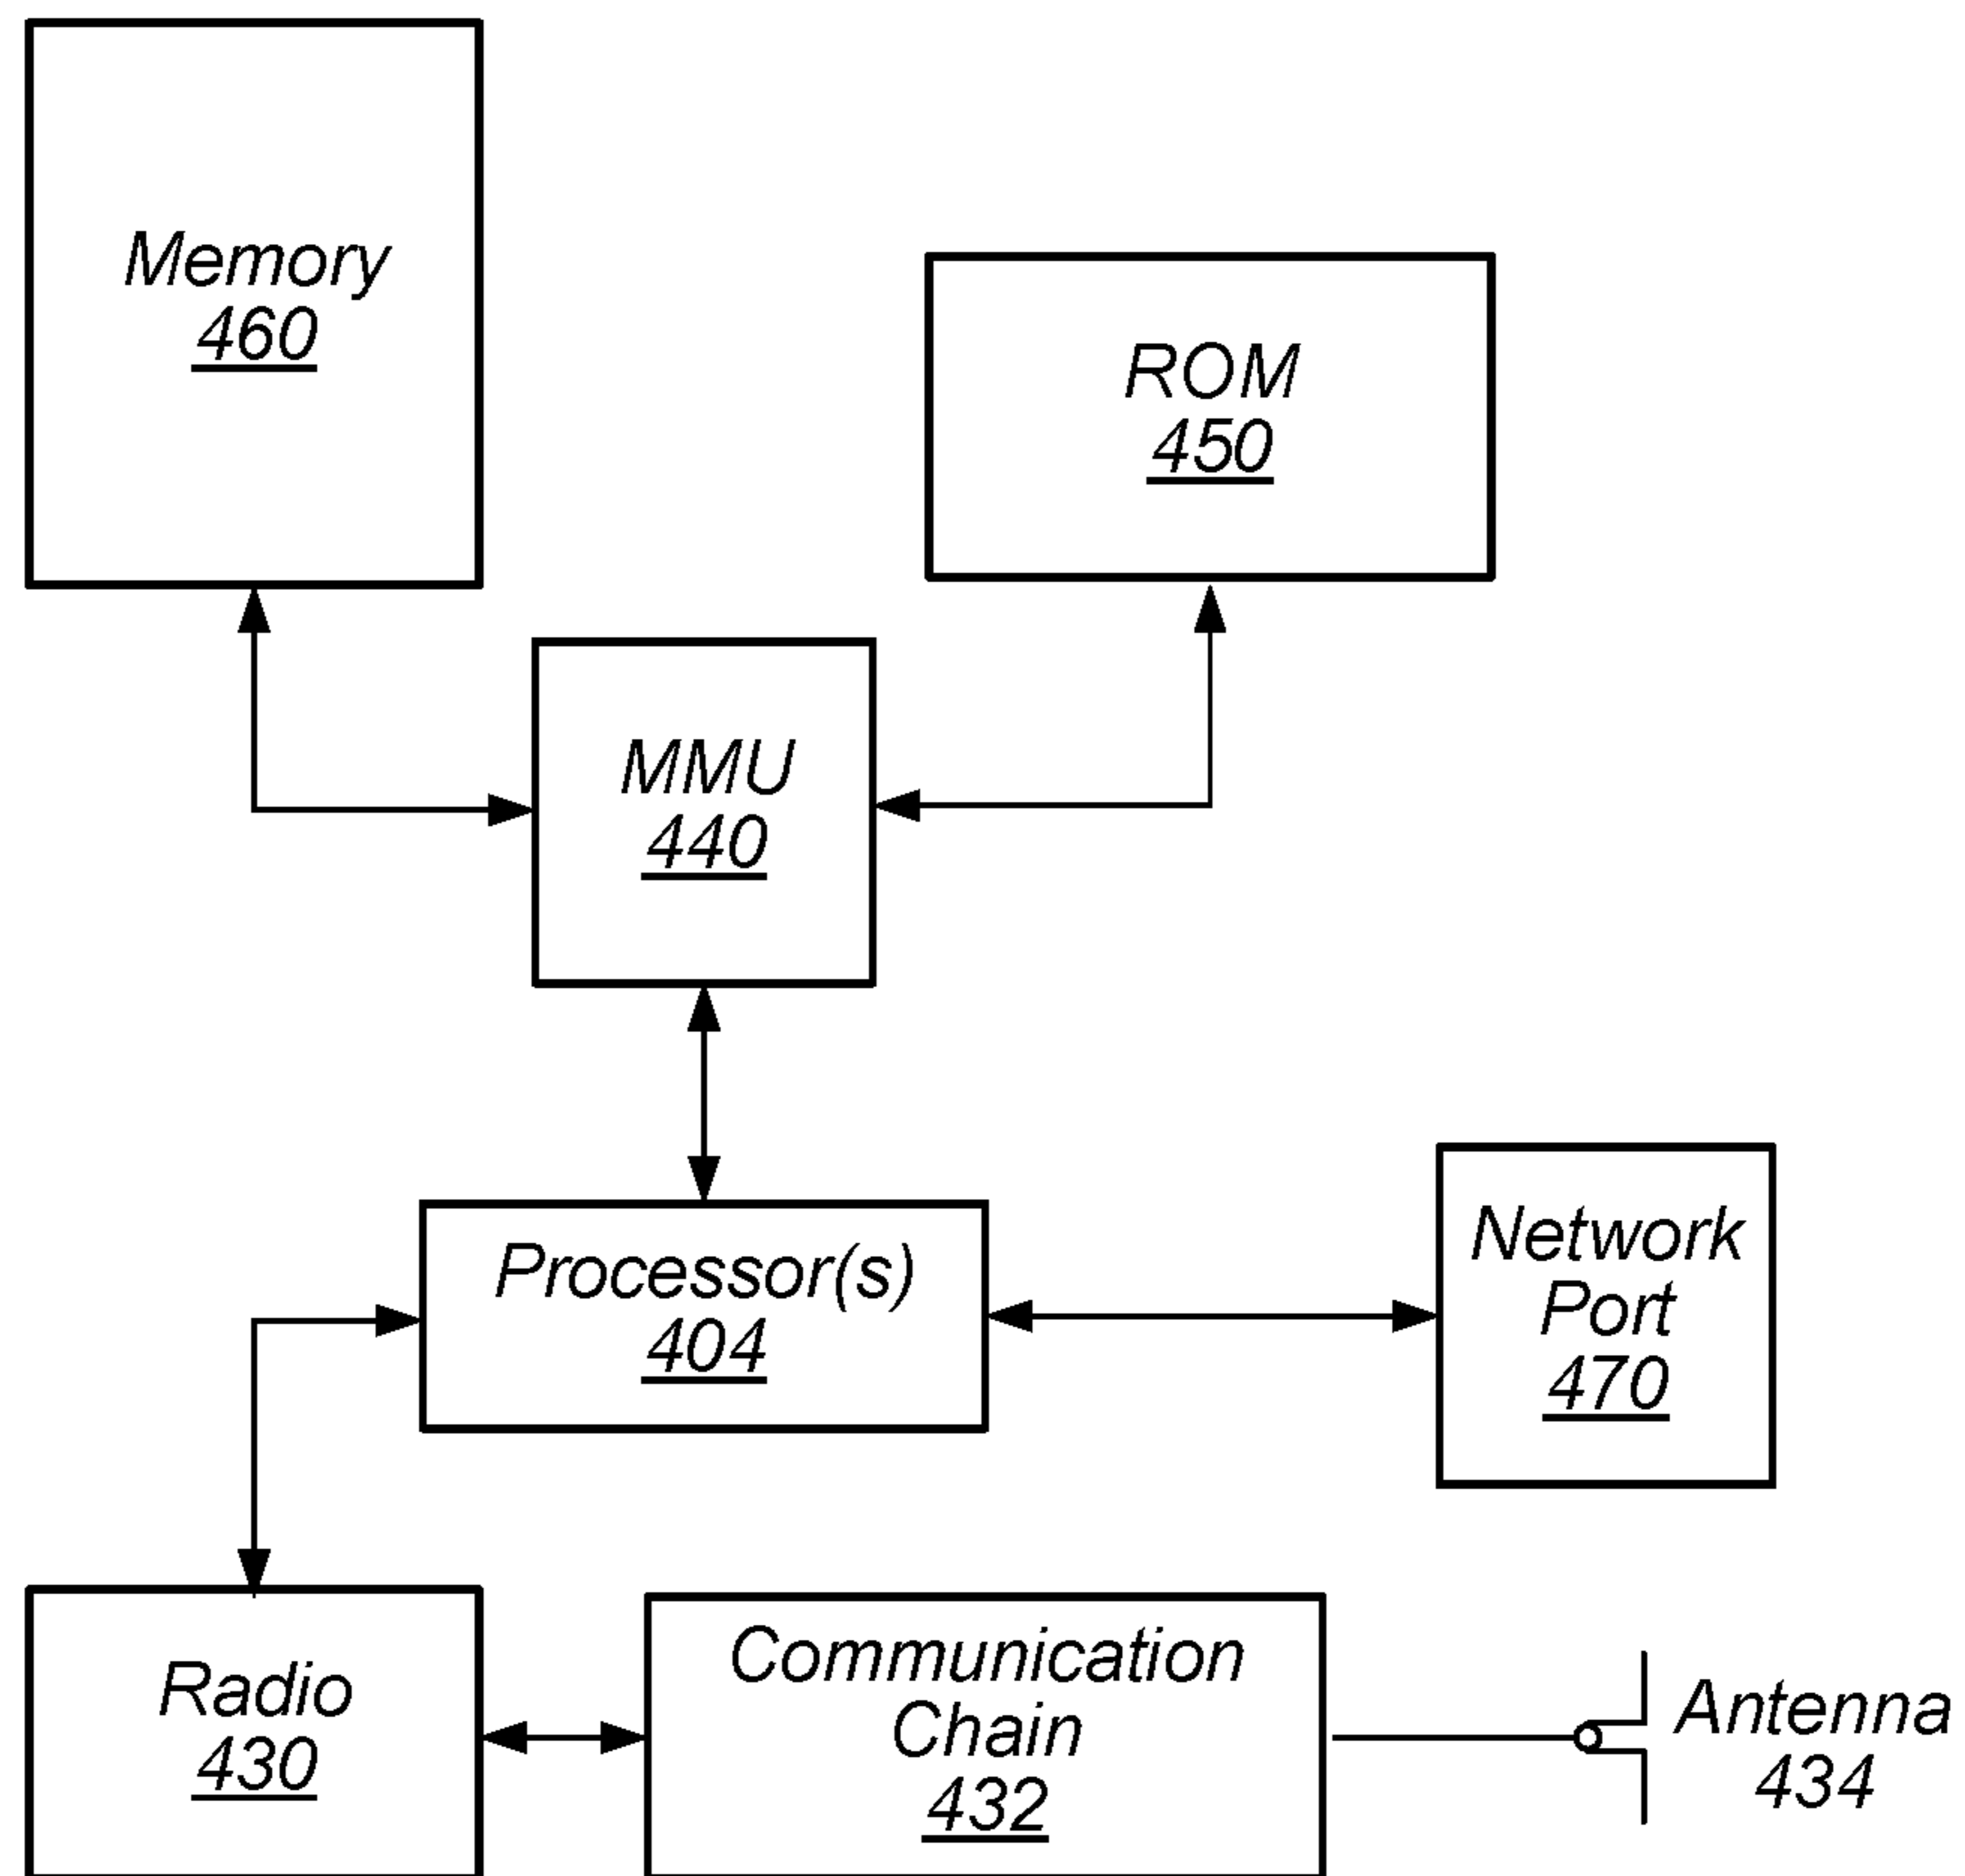 Memory
460
ROM
450
MMU
440
Processor(s)
404
Network
Port
470
Radio
430
Communication
Chain
432
Antenna
434